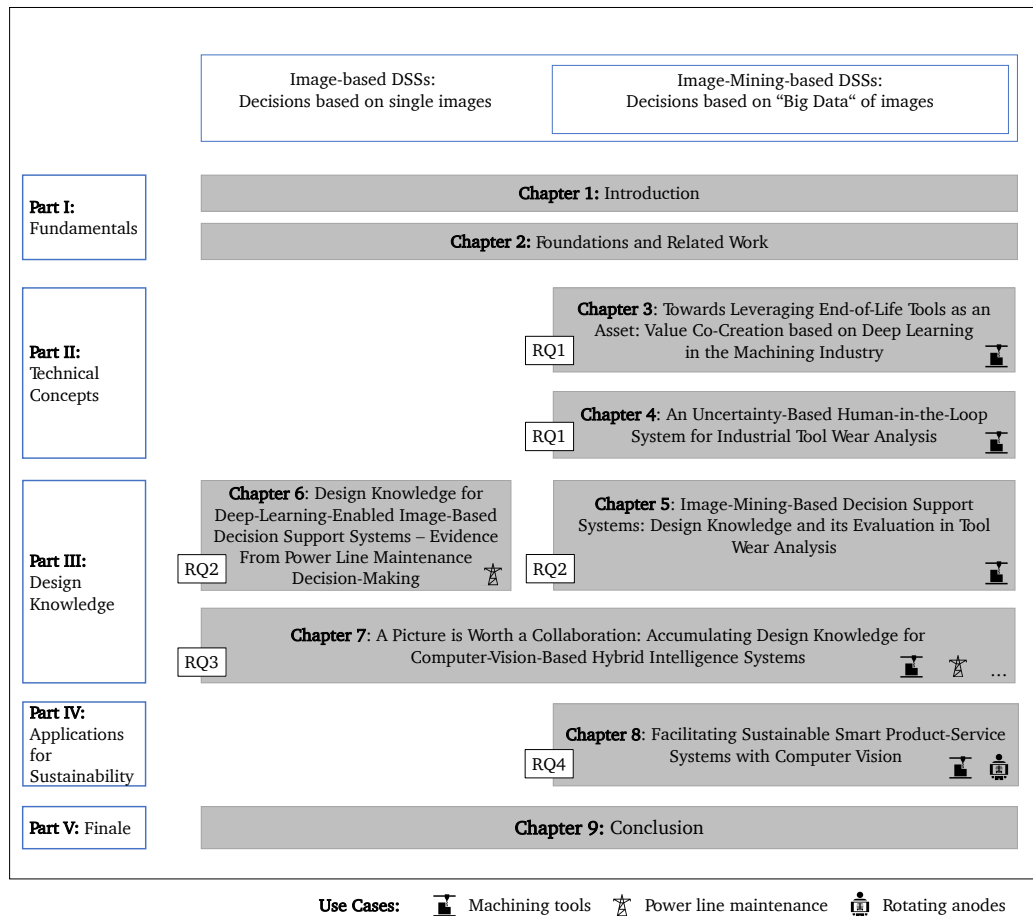 Image-based DSSs:
Decisions based on single images
Image-Mining-based DSSs:
Decisions based on “Big Data“ of images
Part I:
Fundamentals
Chapter 1: Introduction
Chapter 2: Foundations and Related Work
Part II:
Technical
Concepts
Chapter 3: Towards Leveraging End-of-Life Tools as an
Asset: Value Co-Creation based on Deep Learning
in the Machining Industry
RQ1
Chapter 4: An Uncertainty-Based Human-in-the-Loop
System for Industrial Tool Wear Analysis
RQ1
Part III:
Design
Knowledge
Chapter 6: Design Knowledge for
Deep-Learning-Enabled Image-Based
Decision Support Systems – Evidence
From Power Line Maintenance
Decision-Making
RQ2
Chapter 5: Image-Mining-Based Decision Support
Systems: Design Knowledge and its Evaluation in Tool
Wear Analysis
RQ2
Chapter 7: A Picture is Worth a Collaboration: Accumulating Design Knowledge for
Computer-Vision-Based Hybrid Intelligence Systems
RQ3
...
Part IV:
Applications
for
Sustainability
Chapter 8: Facilitating Sustainable Smart Product-Service
Systems with Computer Vision
RQ4
Part V: Finale
Chapter 9: Conclusion
Use Cases: Machining tools Power line maintenance Rotating anodes